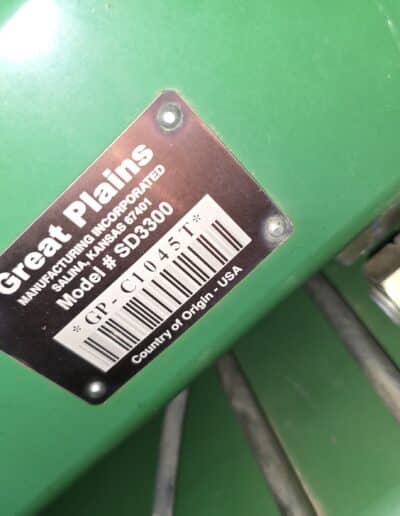 Great Plains
MANUFACTURING INCORPORATED
SALINA, KANSAS 67401
Model # SD3300
*GP-C1045T*
Country of Origin - USA